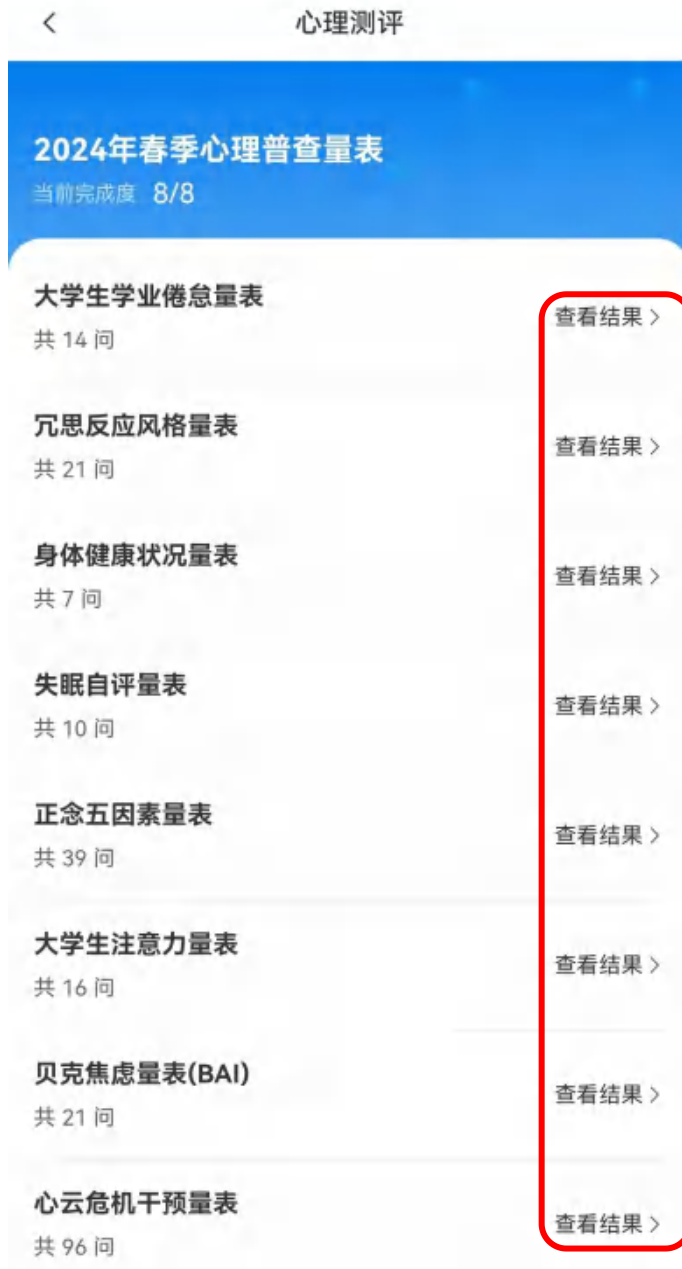 心理测评
2024年春季心理普查量表
当前完成度 8/8
大学生学业倦怠量表
查看结果
共 14 问
冗思反应风格量表
查看结果
共 21 问
身体健康状况量表
查看结果
共 7 问
失眠自评量表
查看结果
共 10 问
正念五因素量表
查看结果
共 39 问
大学生注意力量表
查看结果
共 16 问
贝克焦虑量表(BAI)
查看结果
共 21 问
心云危机干预量表
查看结果
共 96 问